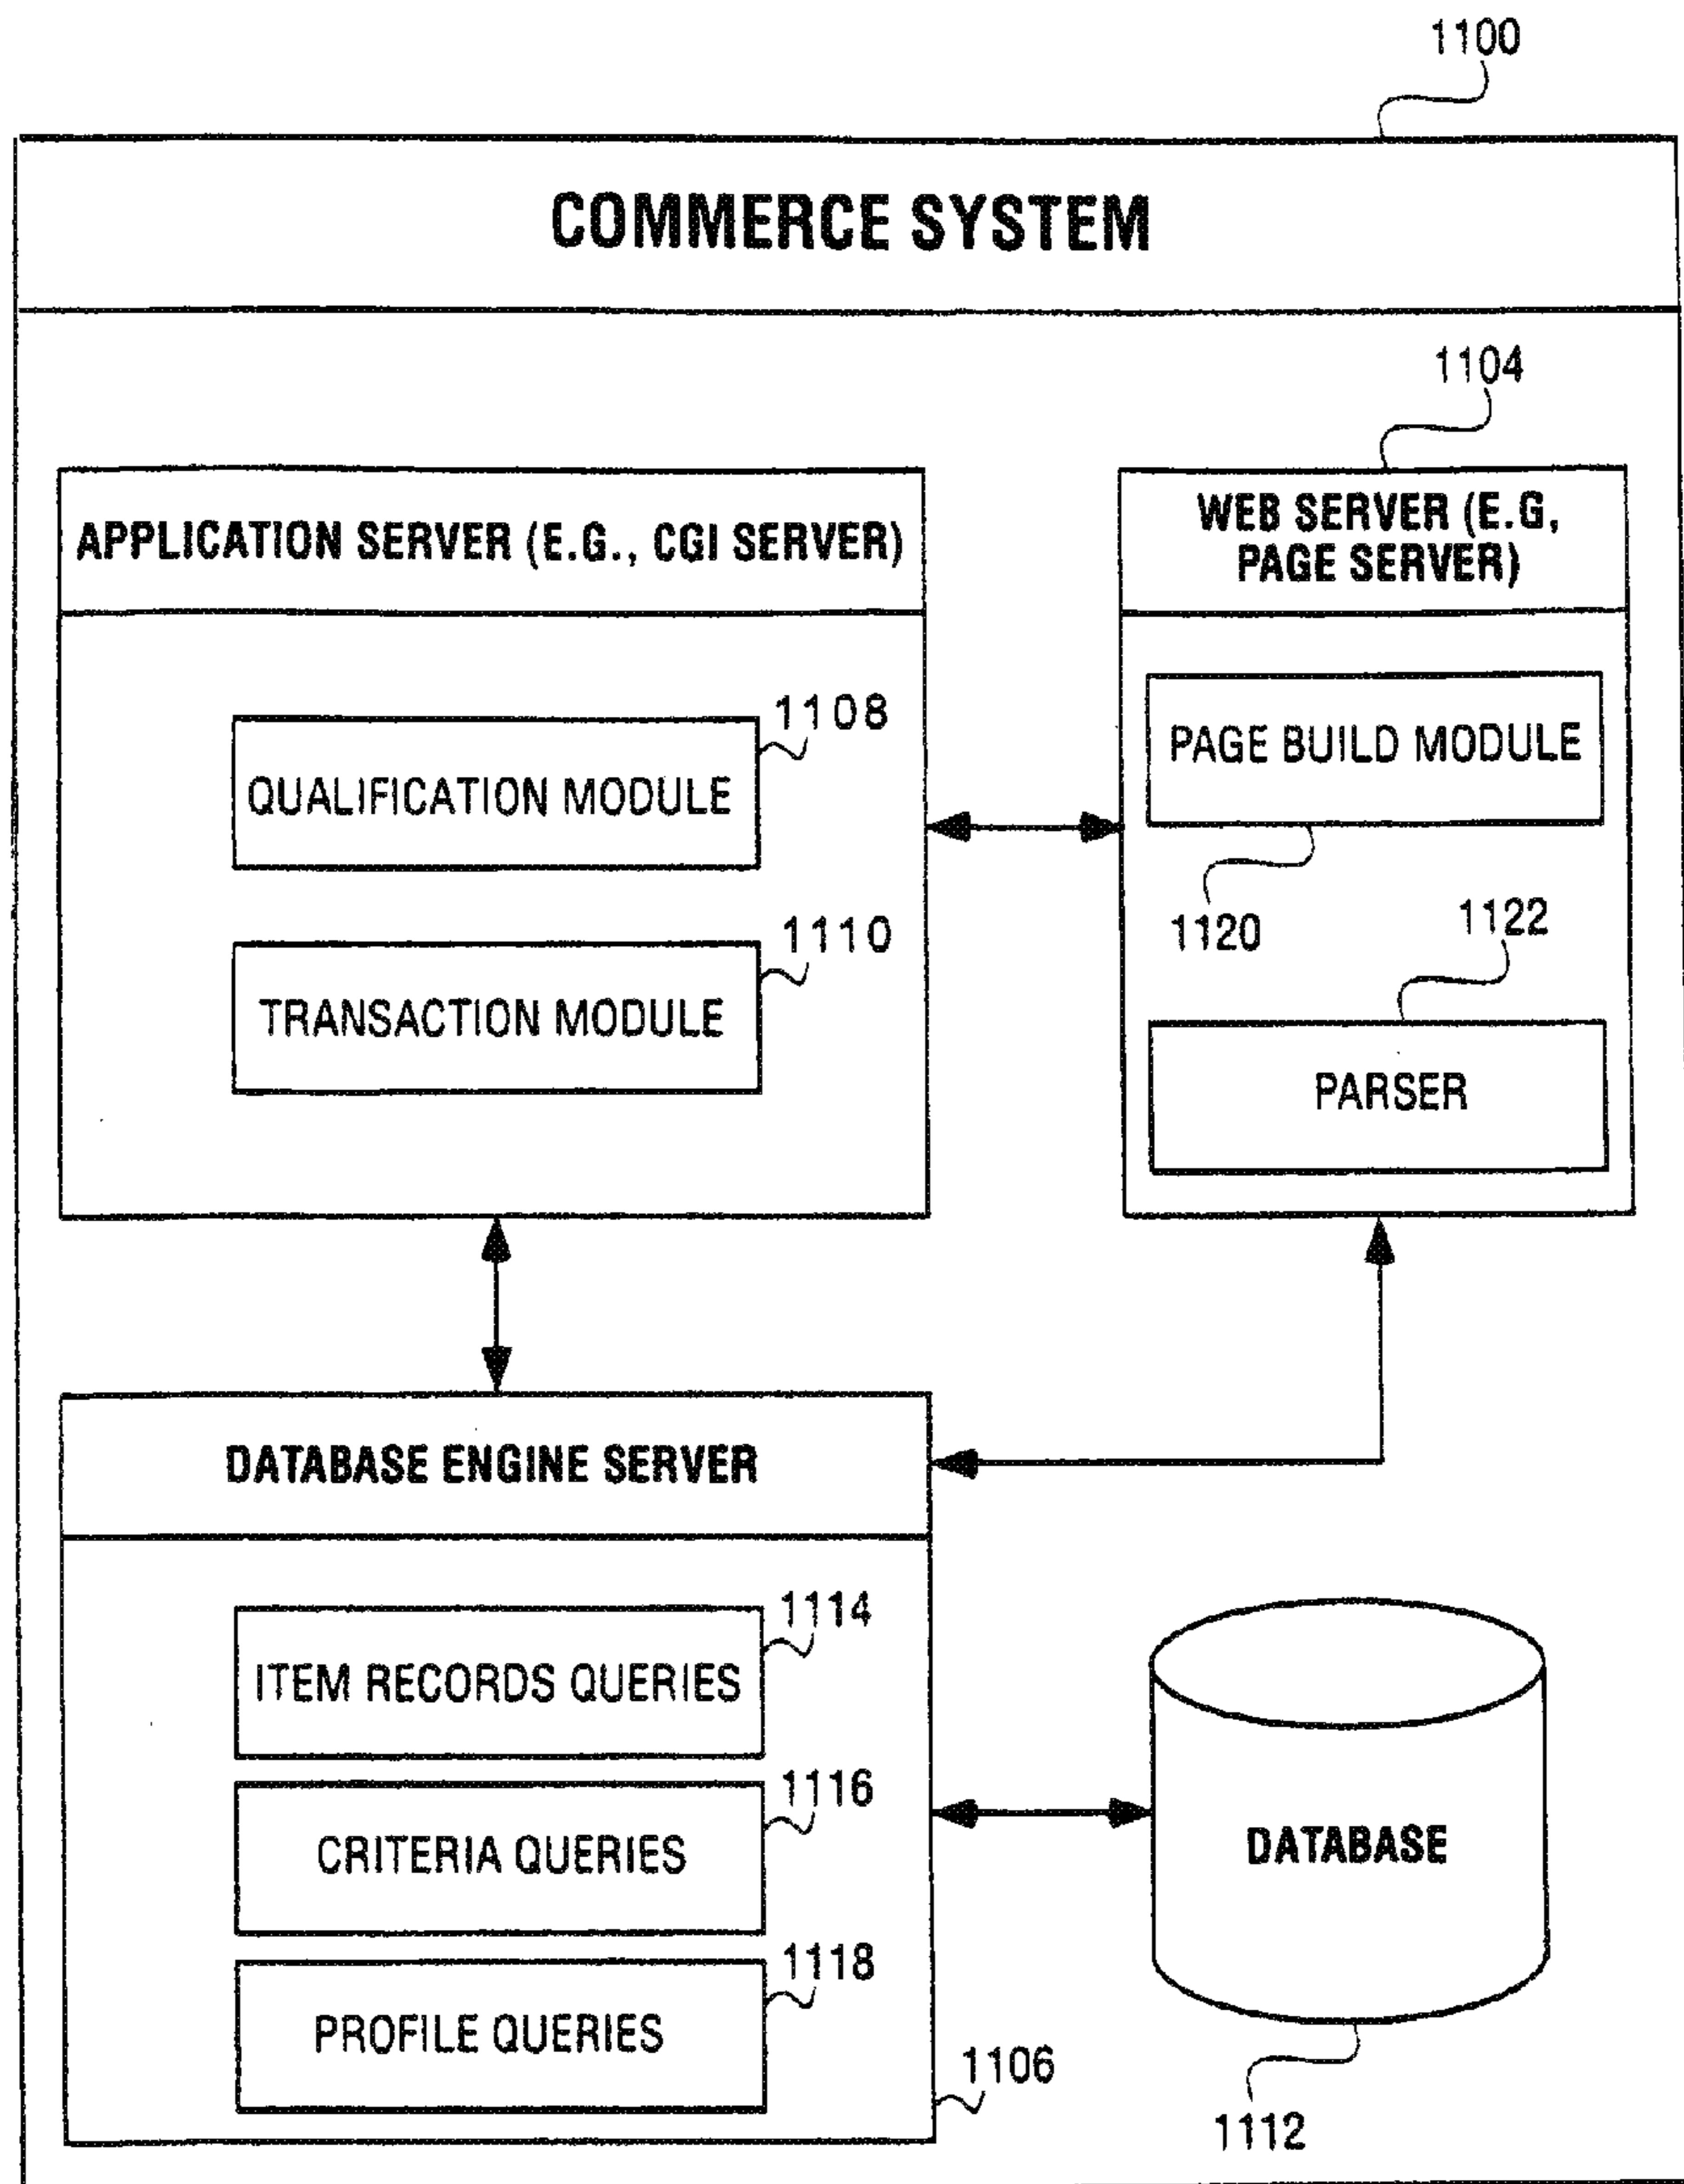 1100
COMMERCE SYSTEM
1104
APPLICATION SERVER (E.G., CGI SERVER)
WEB SERVER (E.G,
PAGE SERVER)
1108
QUALIFICATION MODULE
PAGE BUILD MODULE
1120
1110
TRANSACTION MODULE
1122
PARSER
DATABASE ENGINE SERVER
1114
ITEM RECORDS QUERIES
1116
CRITERIA QUERIES
1118
PROFILE QUERIES
1106
DATABASE
1112